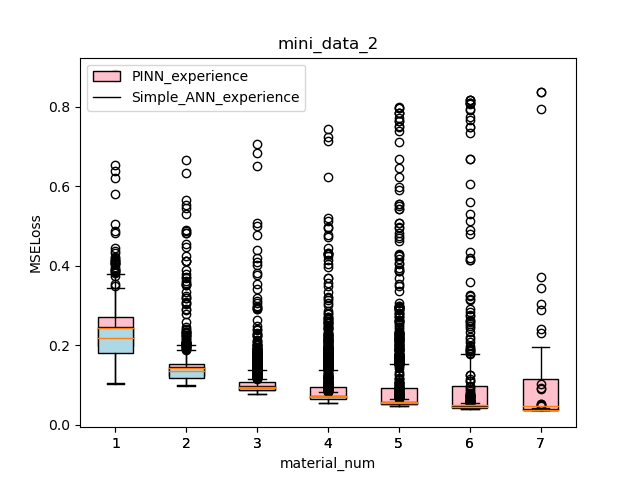 mini_data_2
PINN_experience
Simple_ANN_experience
MSELoss
0.8
0.6
0.4
0.2
0.0
1 2 3 4 5 6 7
material_num